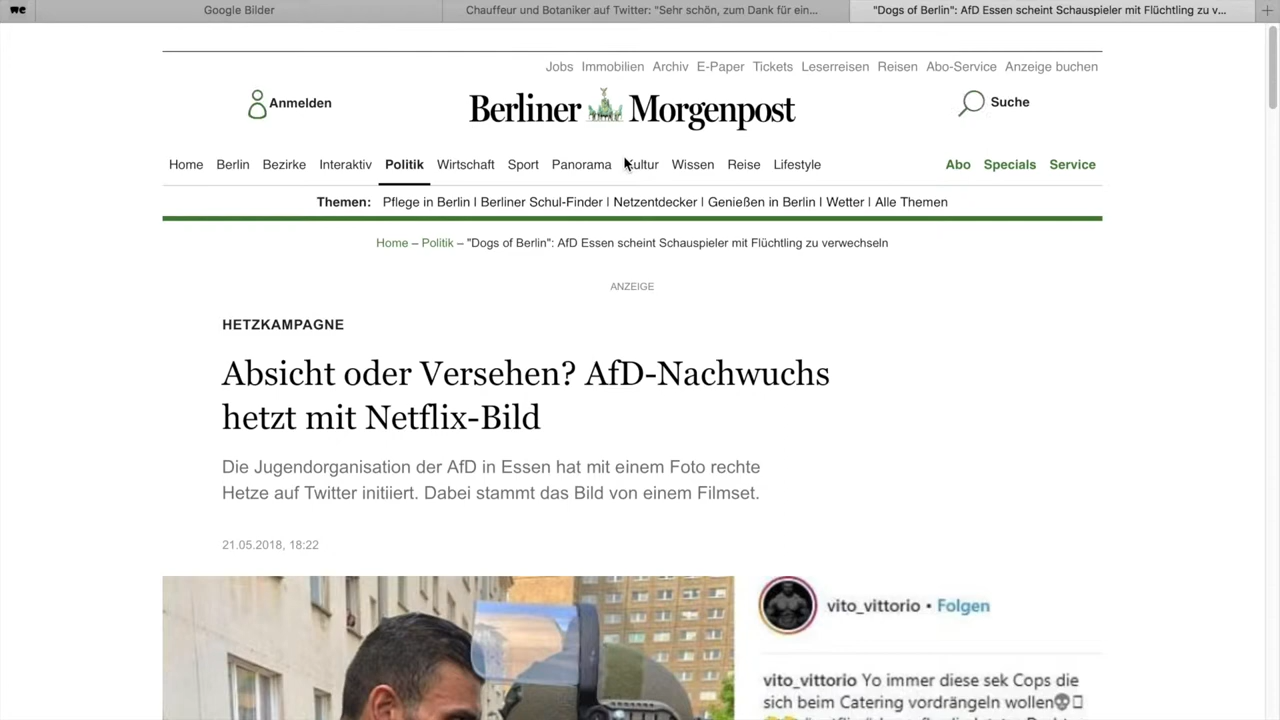 Google Bilder
Chauffeur und Botaniker auf Twitter: "Sehr schön, zum Dank für ein...
"Dogs of Berlin": AfD Essen scheint Schauspieler mit Flüchtling zu v...
Jobs Immobilien Archiv E-Paper Tickets Leserreisen Reisen Abo-Service Anzeige buchen
Anmelden
Berliner Morgenpost
Suche
Home Berlin Bezirke Interaktiv Politik Wirtschaft Sport Panorama Kultur Wissen Reise Lifestyle Abo Specials Service
Themen: Pflege in Berlin | Berliner Schul-Finder | Netzentdecker | Genießen in Berlin | Wetter | Alle Themen
Home – Politik – "Dogs of Berlin": AfD Essen scheint Schauspieler mit Flüchtling zu verwechseln
ANZEIGE
HETZKAMPAGNE
Absicht oder Versehen? AfD-Nachwuchs
hetzt mit Netflix-Bild
Die Jugendorganisation der AfD in Essen hat mit einem Foto rechte
Hetze auf Twitter initiiert. Dabei stammt das Bild von einem Filmset.
21.05.2018, 18:22
vito_vittorio • Folgen
vito_vittorio Yo immer diese sek Cops die
sich beim Catering vordrängeln wollen